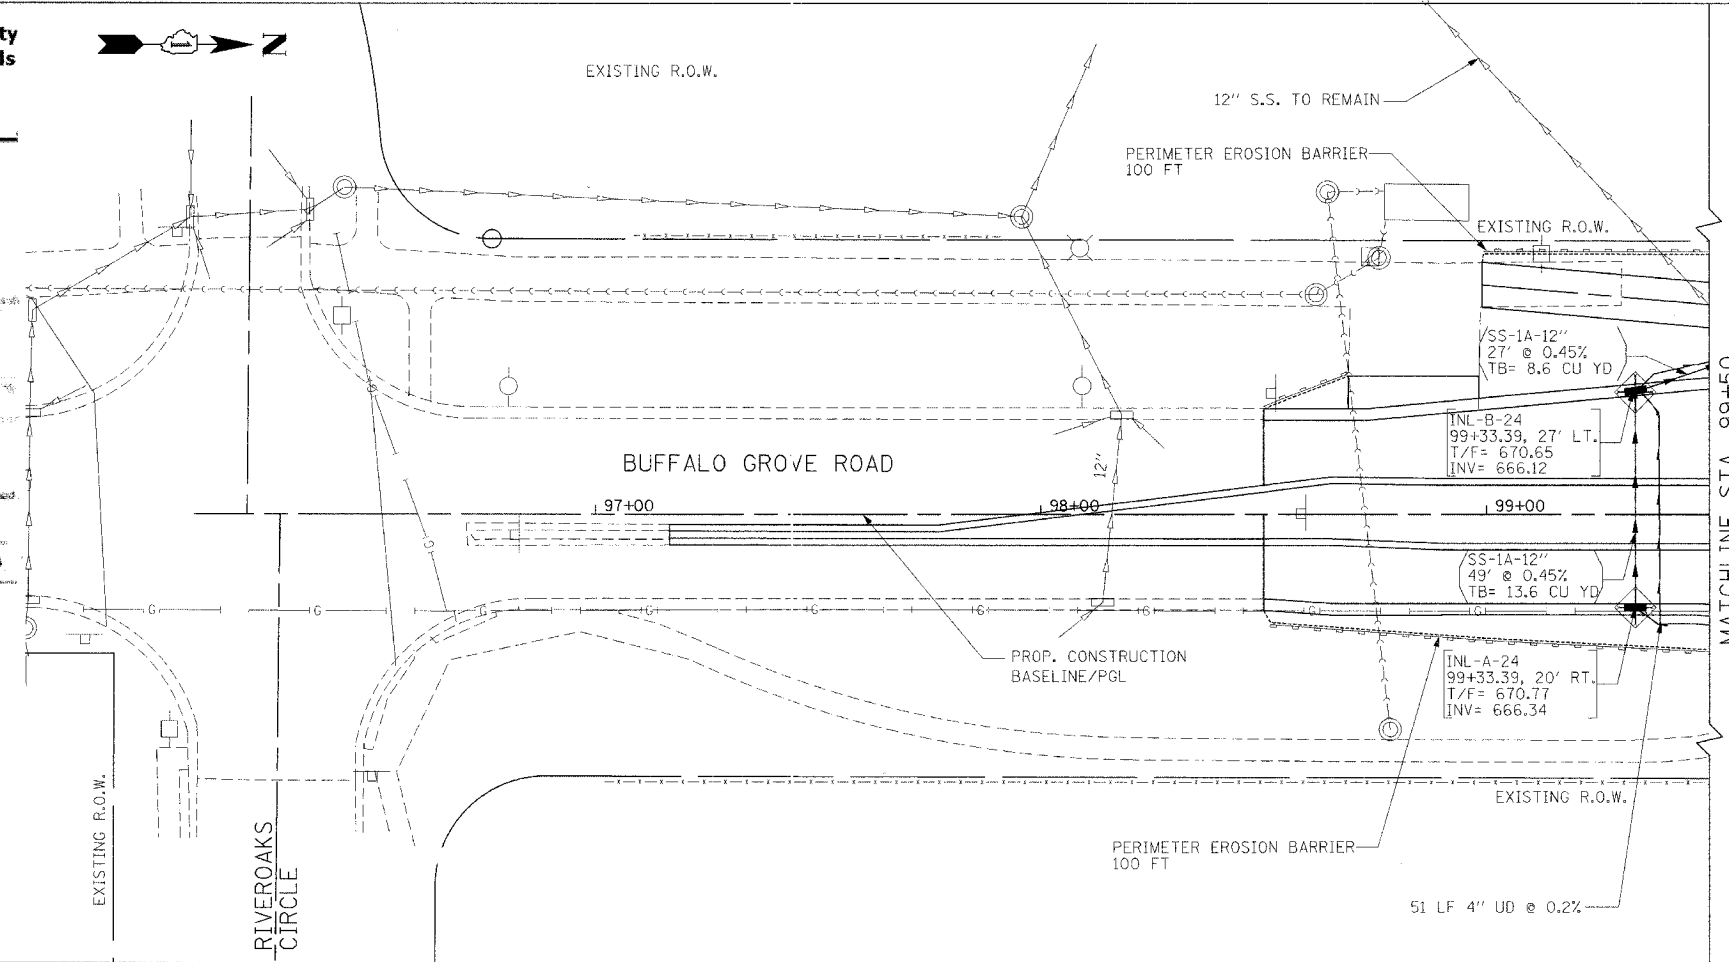 ty
ls
N
EXISTING R.O.W.
12" S.S. TO REMAIN
PERIMETER EROSION BARRIER
100 FT
EXISTING R.O.W.
SS-1A-12"
27' @ 0.45%
TB= 8.6 CU YD
INL-B-24
99+33.39, 27' LT.
T/F= 670.65
INV= 666.12
BUFFALO GROVE ROAD
12"
97+00
98+00
99+00
MATCHLINE STA. 99+50
SS-1A-12"
49' @ 0.45%
TB= 13.6 CU YD
G G G G G G G G G
G
G
PROP. CONSTRUCTION
BASELINE/PGL
INL-A-24
99+33.39, 20' RT.
T/F= 670.77
INV= 666.34
EXISTING R.O.W.
EXISTING R.O.W.
RIVEROAKS
CIRCLE
PERIMETER EROSION BARRIER
100 FT
51 LF 4" UD @ 0.2%